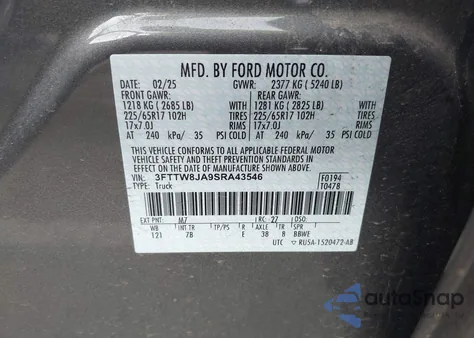 MFD. BY FORD MOTOR CO.
DATE: 02/25 GVWR: 2377 KG ( 5240 LB)
FRONT GAWR: REAR GAWR:
1218 KG ( 2685 LB) 1281 KG ( 2825 LB)
225/65R17 102H TIRES 225/65R17 102H TIRES
17x7.0J RIMS 17x7.0J RIMS
AT 240 kPa/ 35 PSI COLD AT 240 kPa/ 35 PSI COLD
THIS VEHICLE CONFORMS TO ALL APPLICABLE FEDERAL MOTOR
VEHICLE SAFETY AND THEFT PREVENTION STANDARDS IN
EFFECT ON THE DATE OF MANUFACTURE SHOWN ABOVE.
VIN: 3FTTW8JA9SRA43546 F0194
TYPE: Truck T0478
EXT PNT: M7 RC: 27 DSO:
WB INT TR TP/PS R AXLE TR SPR
121 7B E 38 8 BBWE
UTC RU5A-1520472-AB
autoSnap